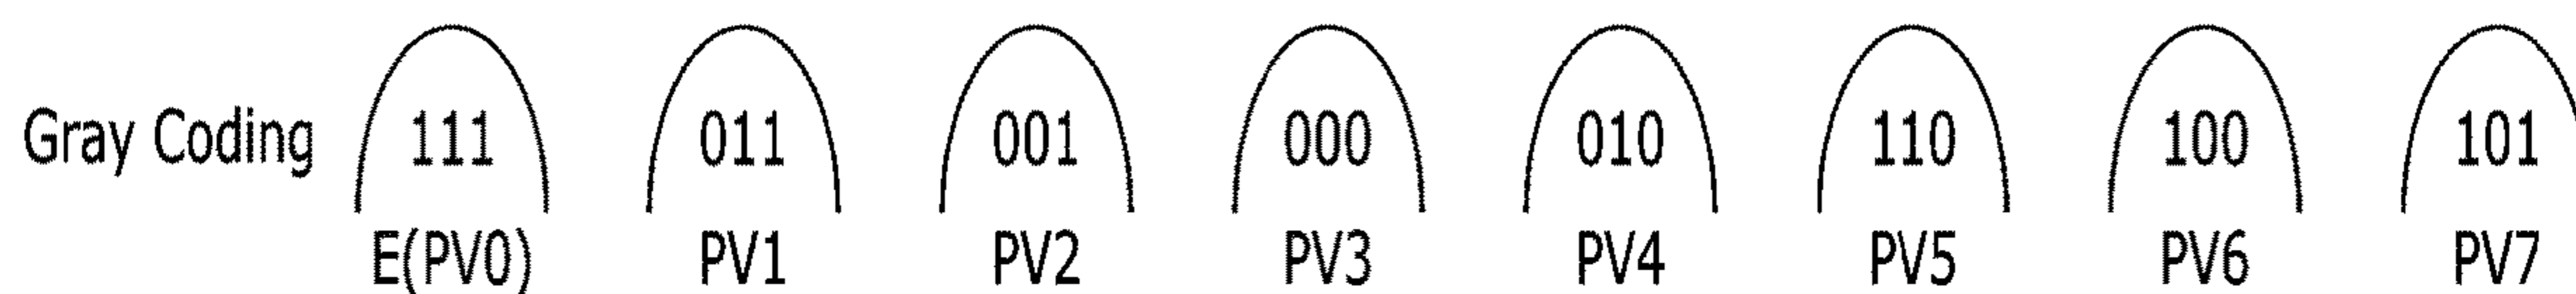 Gray Coding 111 011 001 000 010 110 100 101
E(PV0) PV1 PV2 PV3 PV4 PV5 PV6 PV7